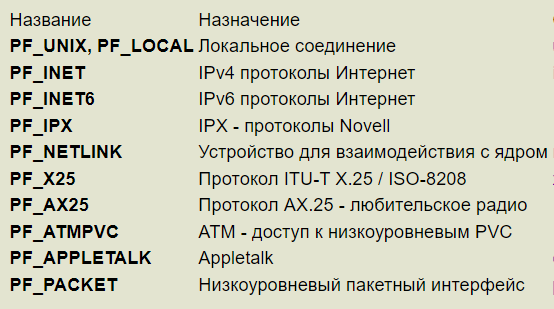 Название Назначение
PF_UNIX, PF_LOCAL Локальное соединение
PF_INET IPv4 протоколы Интернет
PF_INET6 IPv6 протоколы Интернет
PF_IPX IPX - протоколы Novell
PF_NETLINK Устройство для взаимодействия с ядром
PF_X25 Протокол ITU-T X.25 / ISO-8208
PF_AX25 Протокол AX.25 - любительское радио
PF_ATMPVC ATM - доступ к низкоуровневым PVC
PF_APPLETALK Appletalk
PF_PACKET Низкоуровневый пакетный интерфейс